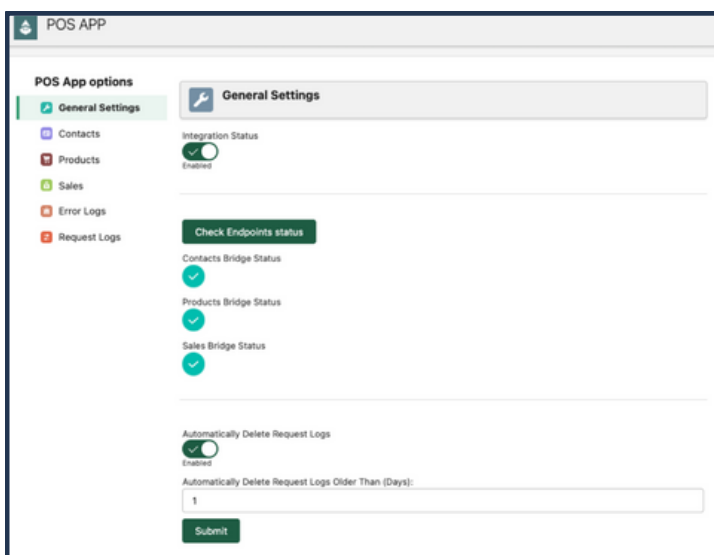 POS APP
POS App options
General Settings
Contacts
Products
Sales
Error Logs
Request Logs
General Settings
Integration Status
Enabled
Check Endpoints status
Contacts Bridge Status
Products Bridge Status
Sales Bridge Status
Automatically Delete Request Logs
Enabled
Automatically Delete Request Logs Older Than (Days):
1
Submit